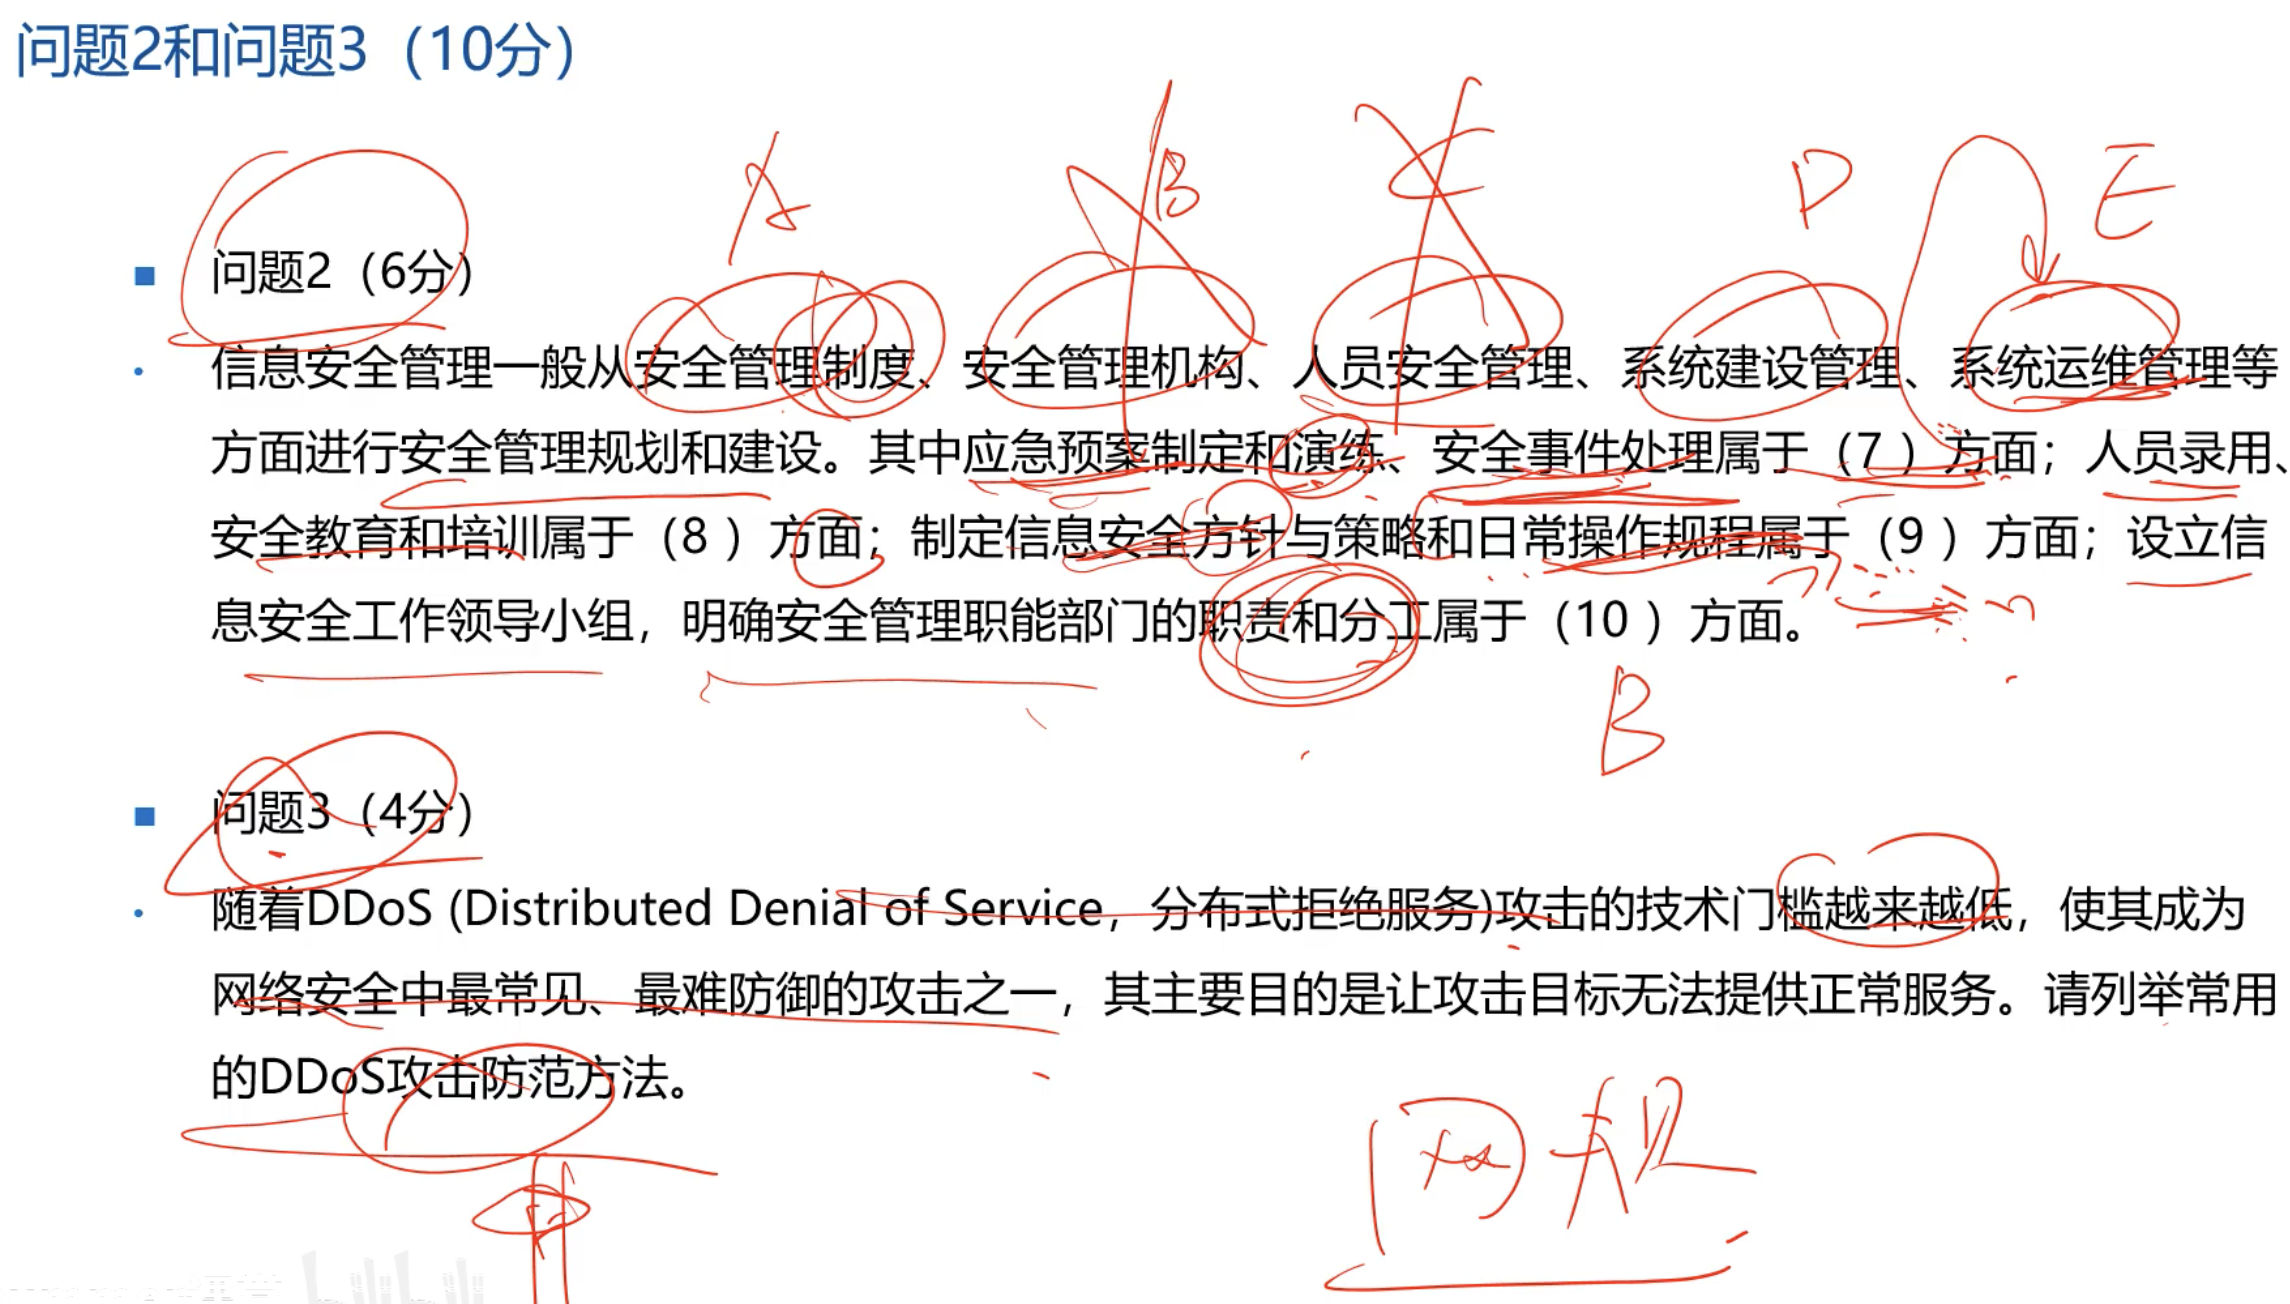 问题2和问题3（10分）
A B C D E
问题2（6分）
信息安全管理一般从安全管理制度、安全管理机构、人员安全管理、系统建设管理、系统运维管理等
方面进行安全管理规划和建设。其中应急预案制定和演练、安全事件处理属于（7 ）方面；人员录用、
安全教育和培训属于（8 ）方面；制定信息安全方针与策略和日常操作规程属于（9 ）方面；设立信
息安全工作领导小组，明确安全管理职能部门的职责和分工属于（10 ）方面。
B
问题3（4分）
随着DDoS (Distributed Denial of Service，分布式拒绝服务)攻击的技术门槛越来越低，使其成为
网络安全中最常见、最难防御的攻击之一，其主要目的是让攻击目标无法提供正常服务。请列举常用
的DDoS攻击防范方法。
网规